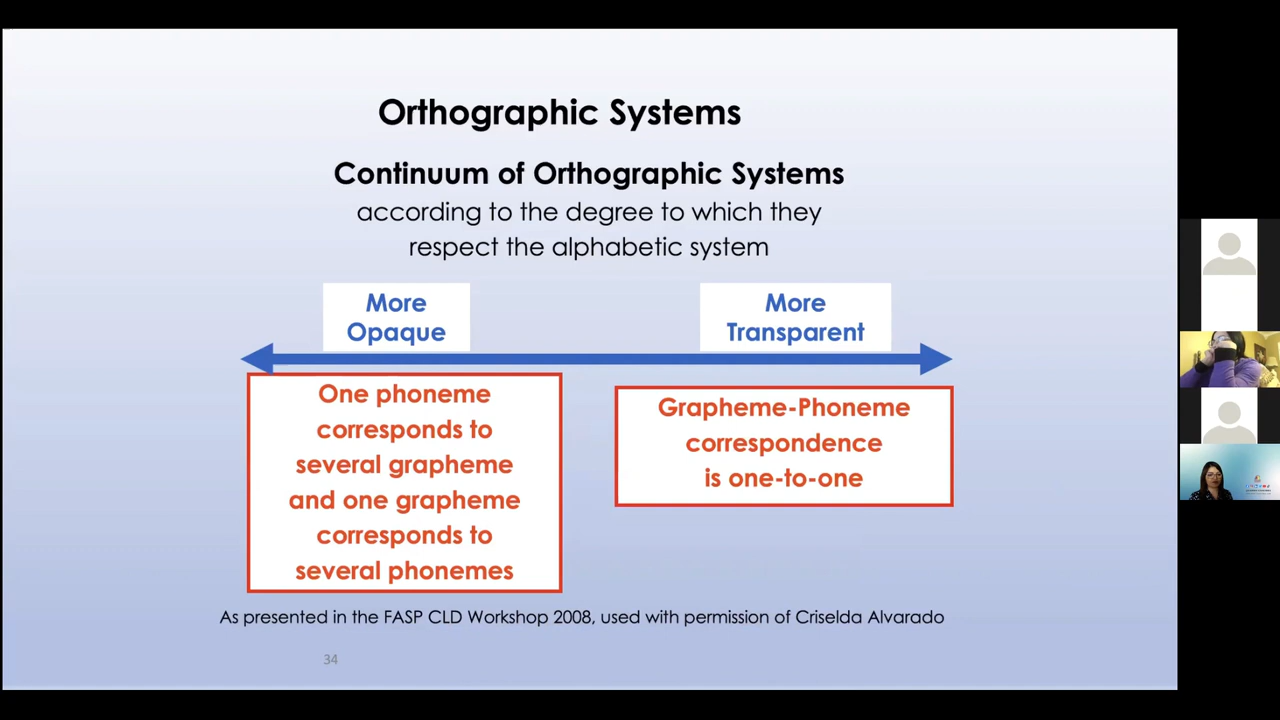 Orthographic Systems
Continuum of Orthographic Systems
according to the degree to which they
respect the alphabetic system
More
Opaque
More
Transparent
One phoneme
corresponds to
several grapheme
and one grapheme
corresponds to
several phonemes
Grapheme-Phoneme
correspondence
is one-to-one
As presented in the FASP CLD Workshop 2008, used with permission of Criselda Alvarado
34